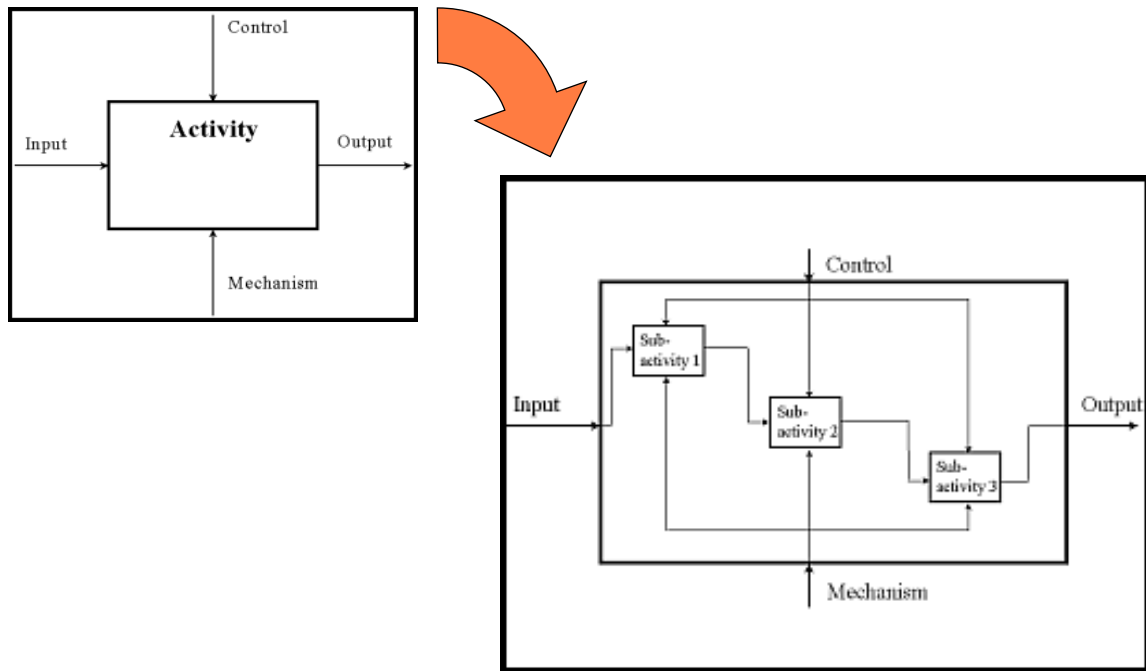 Control
Activity
Input
Output
Mechanism
Control
Sub-
activity 1
Input
Sub-
activity 2
Output
Sub-
activity 3
Mechanism